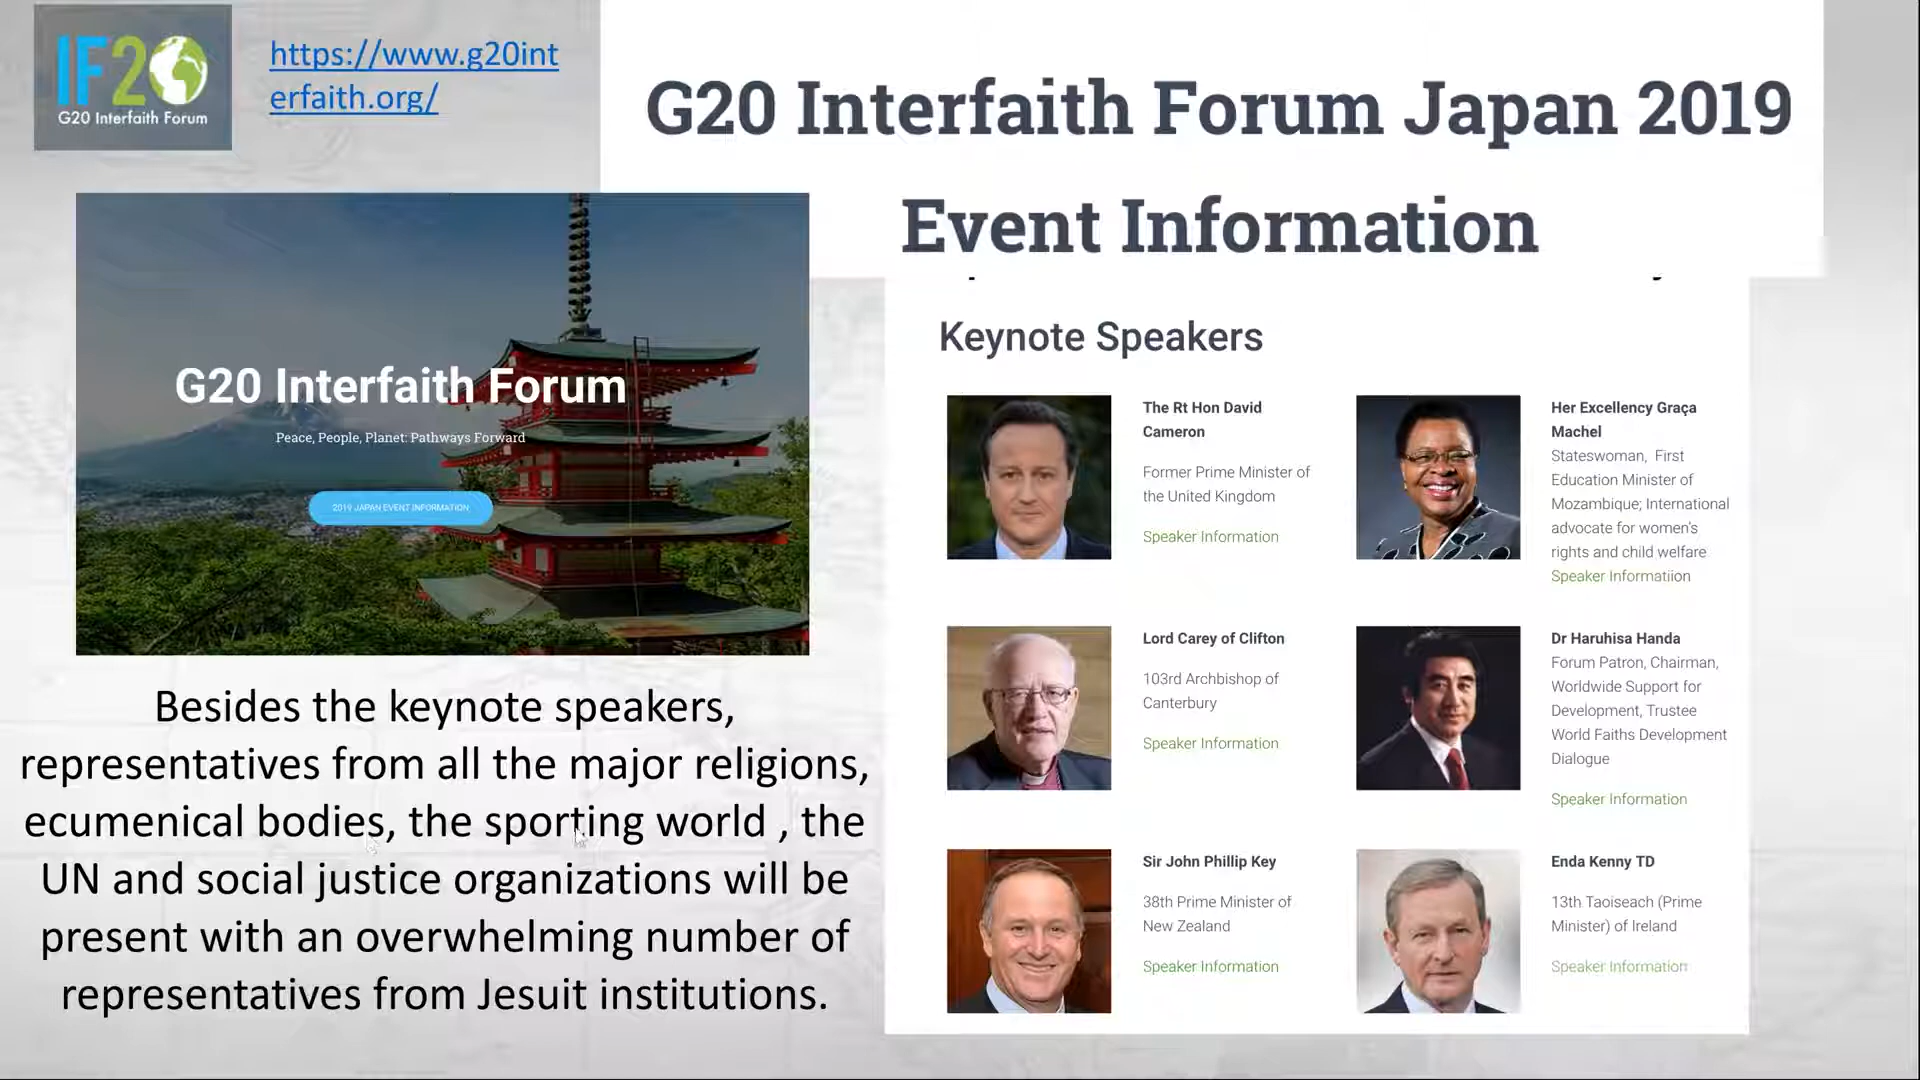 IF20
G20 Interfaith Forum
https://www.g20int
erfaith.org/
G20 Interfaith Forum Japan 2019
Event Information
G20 Interfaith Forum
Peace, People, Planet: Pathways Forward
2019 JAPAN EVENT INFORMATION
Besides the keynote speakers,
representatives from all the major religions,
ecumenical bodies, the sporting world , the
UN and social justice organizations will be
present with an overwhelming number of
representatives from Jesuit institutions.
Keynote Speakers
The Rt Hon David
Cameron
Former Prime Minister of
the United Kingdom
Speaker Information
Her Excellency Graça
Machel
Stateswoman, First
Education Minister of
Mozambique; International
advocate for women's
rights and child welfare
Speaker Informatiion
Lord Carey of Clifton
103rd Archbishop of
Canterbury
Speaker Information
Dr Haruhisa Handa
Forum Patron, Chairman,
Worldwide Support for
Development, Trustee
World Faiths Development
Dialogue
Speaker Information
Sir John Phillip Key
38th Prime Minister of
New Zealand
Speaker Information
Enda Kenny TD
13th Taoiseach (Prime
Minister) of Ireland
Speaker Information